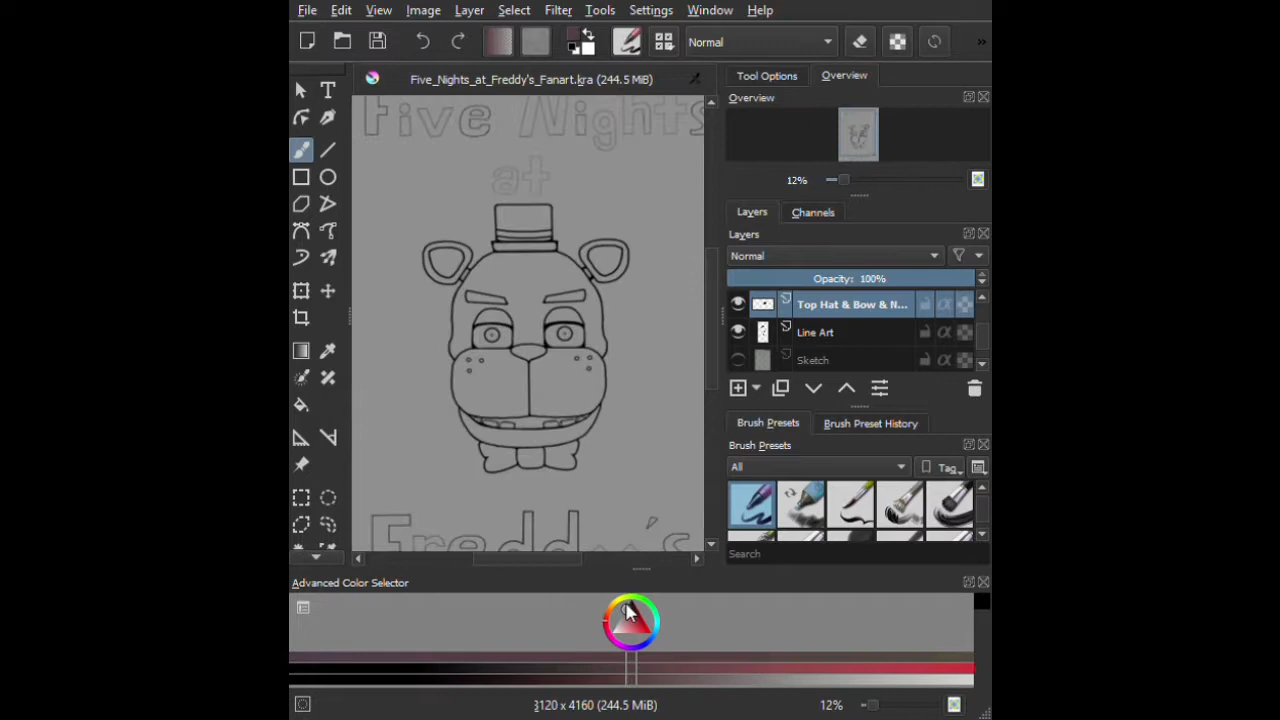 File Edit View Image Layer Select Filter Tools Settings Window Help
Normal
Five_Nights_at_Freddy's_Fanart.kra (244.5 MiB)
Tool Options Overview
Overview
12%
Layers Channels
Layers
Normal
Opacity: 100%
Top Hat & Bow & N...
Line Art
Sketch
Brush Presets Brush Preset History
Brush Presets
All Tag
Search
Five Nights
at
Freddy's
Advanced Color Selector
3120 x 4160 (244.5 MiB) 12%